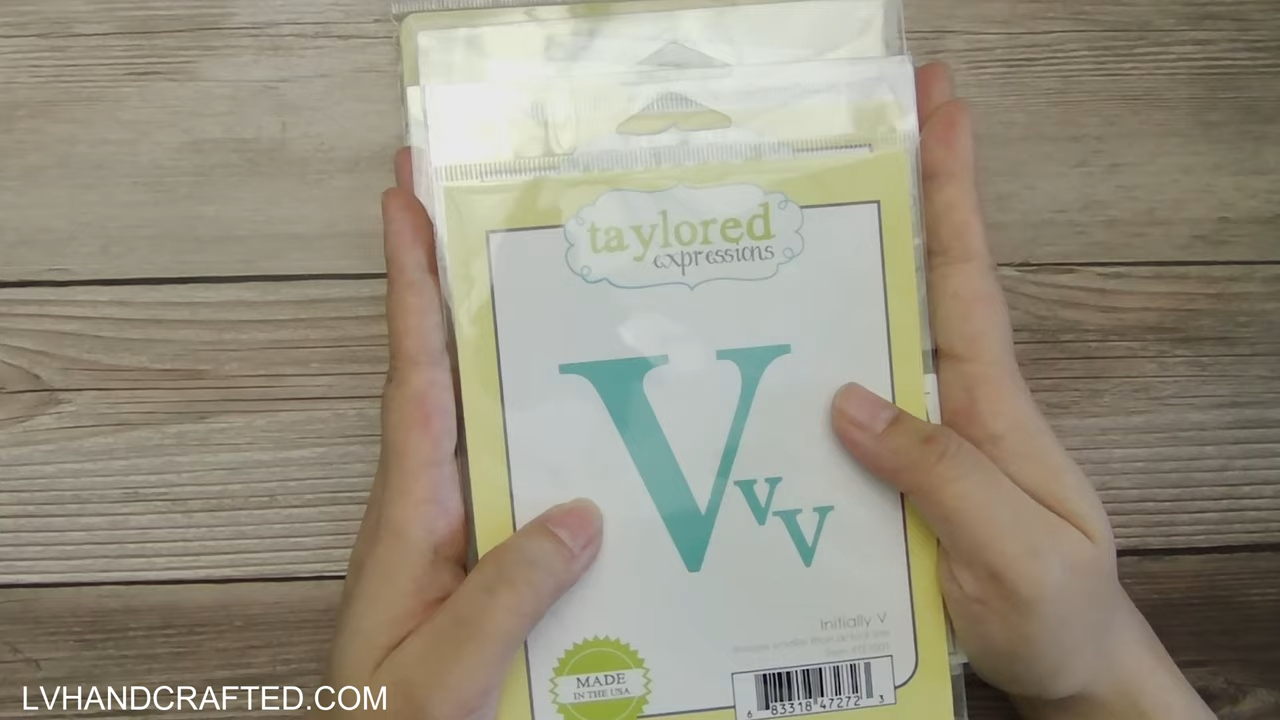 taylored
expressions
V
v
v
Initially V
MADE
IN THE USA
6 83318 47272 3
LVHANDCRAFTED.COM